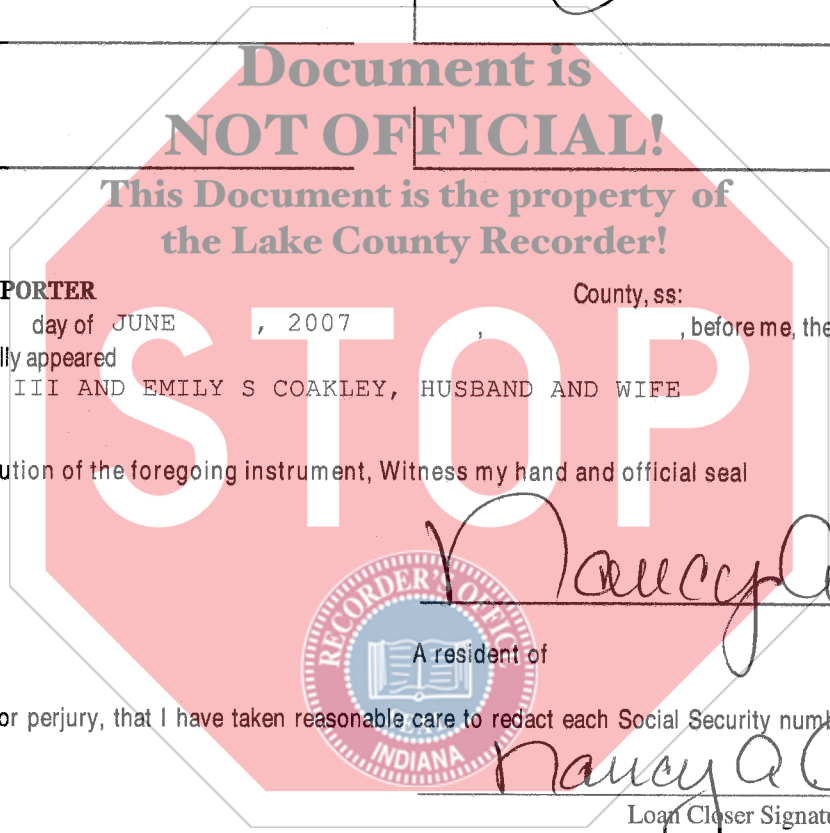 Document is
NOT OFFICIAL!
This Document is the property of
the Lake County Recorder!
PORTER County, ss:
day of JUNE , 2007 , , before me, the
lly appeared
III AND EMILY S COAKLEY, HUSBAND AND WIFE
STOP
ution of the foregoing instrument, Witness my hand and official seal
Nancy A
RECORDER'S OFFICE
A resident of
or perjury, that I have taken reasonable care to redact each Social Security numb
INDIANA
Nancy A C
Loan Closer Signatu